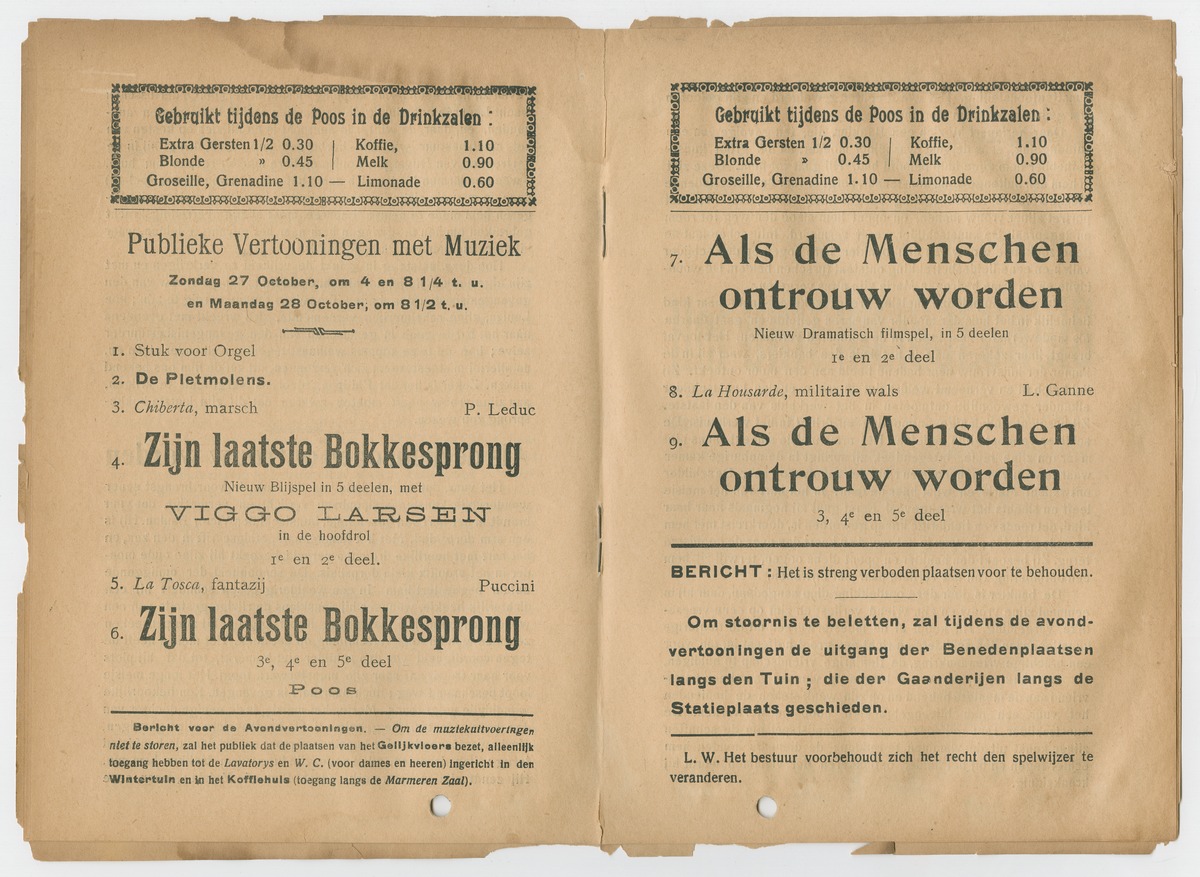 Gebruikt tijdens de Poos in de Drinkzalen :
Extra Gersten 1/2 0.30 | Koffie, 1.10
Blonde » 0.45 | Melk 0.90
Groseille, Grenadine 1.10 — Limonade 0.60
Publieke Vertooningen met Muziek
Zondag 27 October, om 4 en 8 1/4 t. u.
en Maandag 28 October, om 8 1/2 t. u.
1. Stuk voor Orgel
2. De Pletmolens.
3. Chiberta, marsch P. Leduc
4. Zijn laatste Bokkesprong
Nieuw Blijspel in 5 deelen, met
VIGGO LARSEN
in de hoofdrol
1e en 2e deel.
5. La Tosca, fantazij Puccini
6. Zijn laatste Bokkesprong
3e, 4e en 5e deel
Poos
Bericht voor de Avondvertooningen. — Om de muziekuitvoeringen
niet te storen, zal het publiek dat de plaatsen van het Gelijkvloers bezet, alleenlijk
toegang hebben tot de Lavatorys en W. C. (voor dames en heeren) ingericht in den
Wintertuin en in het Koffiehuis (toegang langs de Marmeren Zaal).
Gebruikt tijdens de Poos in de Drinkzalen :
Extra Gersten 1/2 0.30 | Koffie, 1.10
Blonde » 0.45 | Melk 0.90
Groseille, Grenadine 1.10 — Limonade 0.60
7. Als de Menschen
ontrouw worden
Nieuw Dramatisch filmspel, in 5 deelen
1e en 2e deel
8. La Housarde, militaire wals L. Ganne
9. Als de Menschen
ontrouw worden
3, 4e en 5e deel
BERICHT : Het is streng verboden plaatsen voor te behouden.
Om stoornis te beletten, zal tijdens de avond-
vertooningen de uitgang der Benedenplaatsen
langs den Tuin ; die der Gaanderijen langs de
Statieplaats geschieden.
L. W. Het bestuur voorbehoudt zich het recht den spelwijzer te
veranderen.